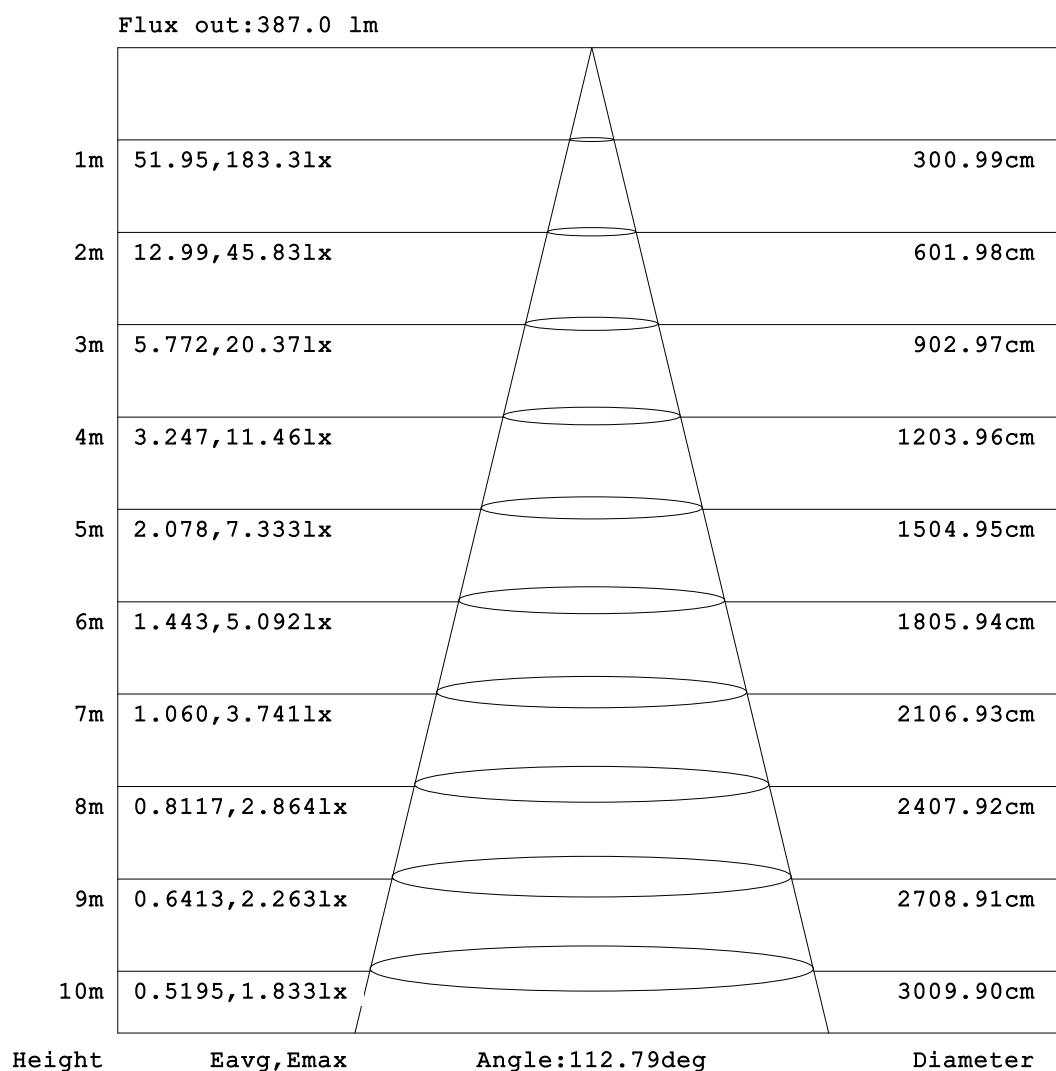 Flux out:387.0 lm
1m 51.95,183.3lx 300.99cm
2m 12.99,45.83lx 601.98cm
3m 5.772,20.37lx 902.97cm
4m 3.247,11.46lx 1203.96cm
5m 2.078,7.333lx 1504.95cm
6m 1.443,5.092lx 1805.94cm
7m 1.060,3.741lx 2106.93cm
8m 0.8117,2.864lx 2407.92cm
9m 0.6413,2.263lx 2708.91cm
10m 0.5195,1.833lx 3009.90cm
Height Eavg,Emax Angle:112.79deg Diameter